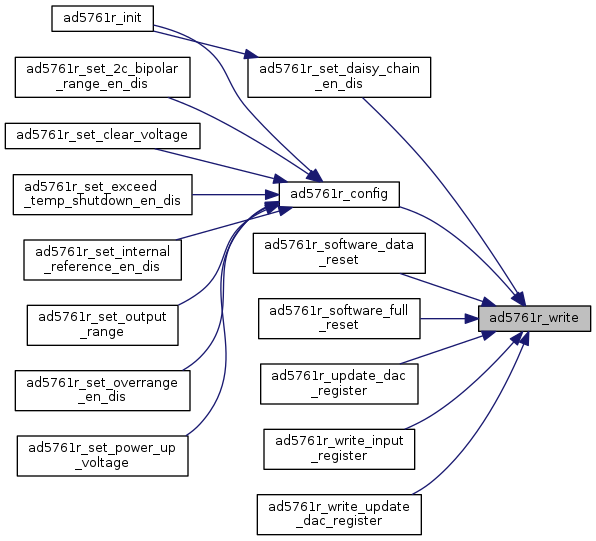 ad5761r_init
ad5761r_set_2c_bipolar
_range_en_dis
ad5761r_set_daisy_chain
_en_dis
ad5761r_set_clear_voltage
ad5761r_set_exceed
_temp_shutdown_en_dis
ad5761r_config
ad5761r_set_internal
_reference_en_dis
ad5761r_software_data
_reset
ad5761r_set_output
_range
ad5761r_software_full
_reset
ad5761r_write
ad5761r_set_overrange
_en_dis
ad5761r_update_dac
_register
ad5761r_set_power_up
_voltage
ad5761r_write_input
_register
ad5761r_write_update
_dac_register